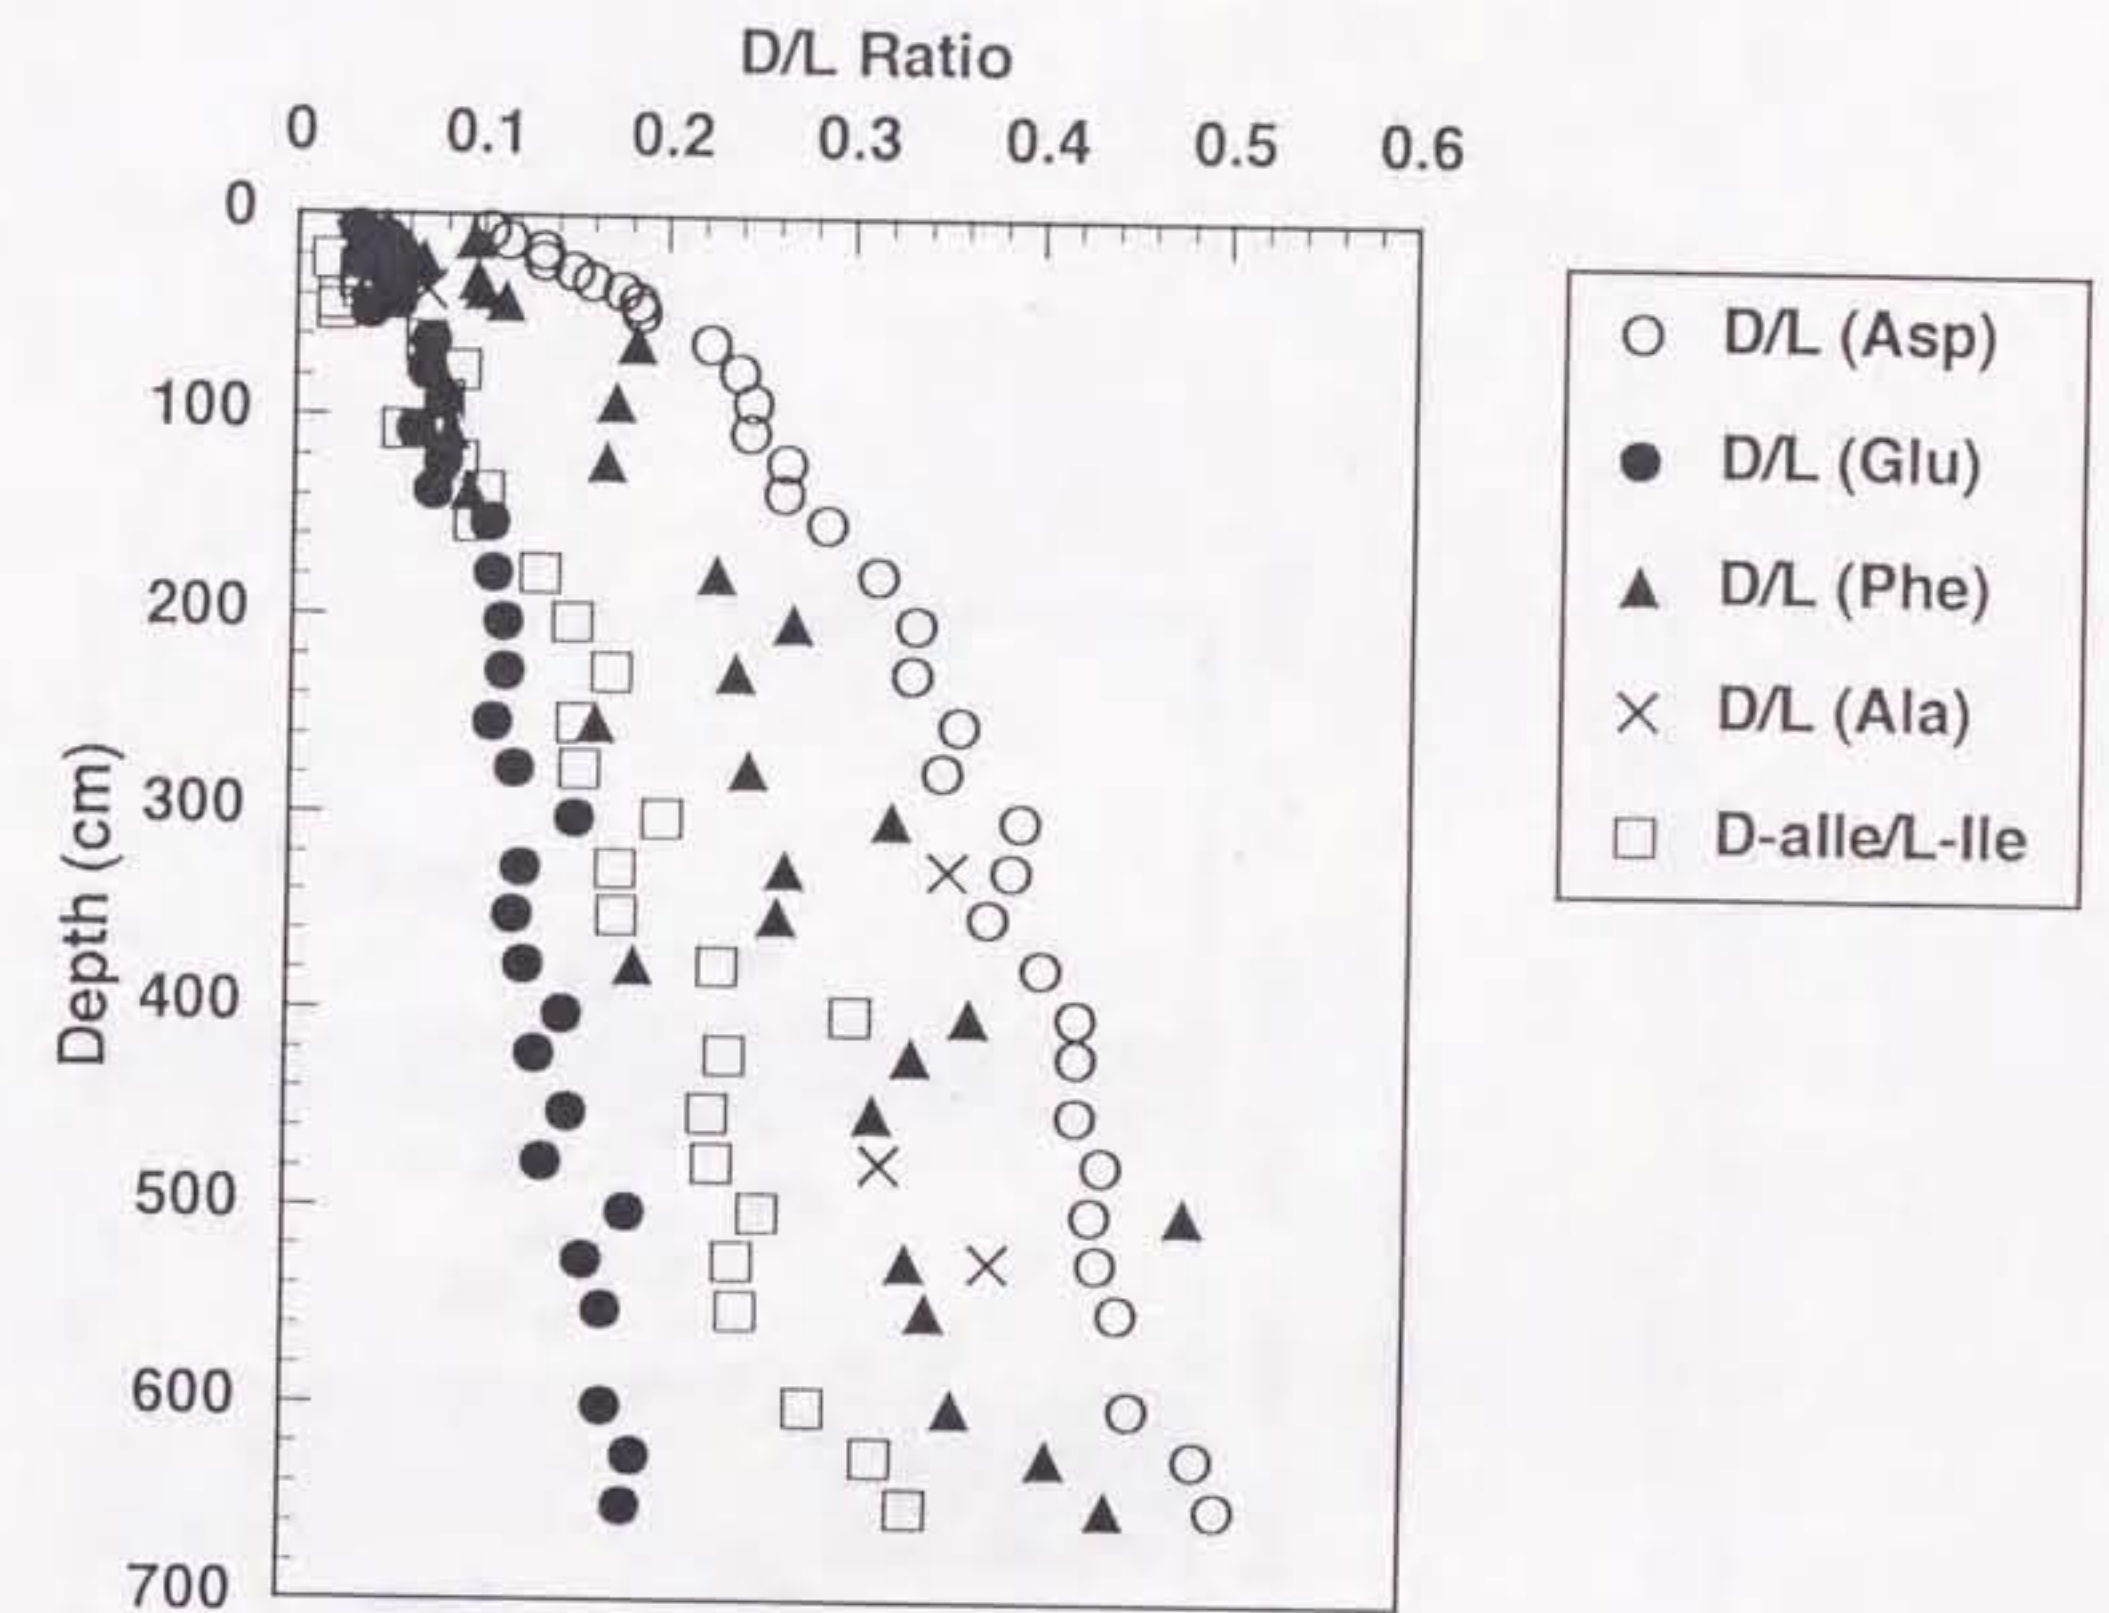 D/L Ratio
0 0.1 0.2 0.3 0.4 0.5 0.6
0
100
200
300
400
500
600
700
Depth (cm)
D/L (Asp)
D/L (Glu)
D/L (Phe)
D/L (Ala)
D-aIle/L-Ile